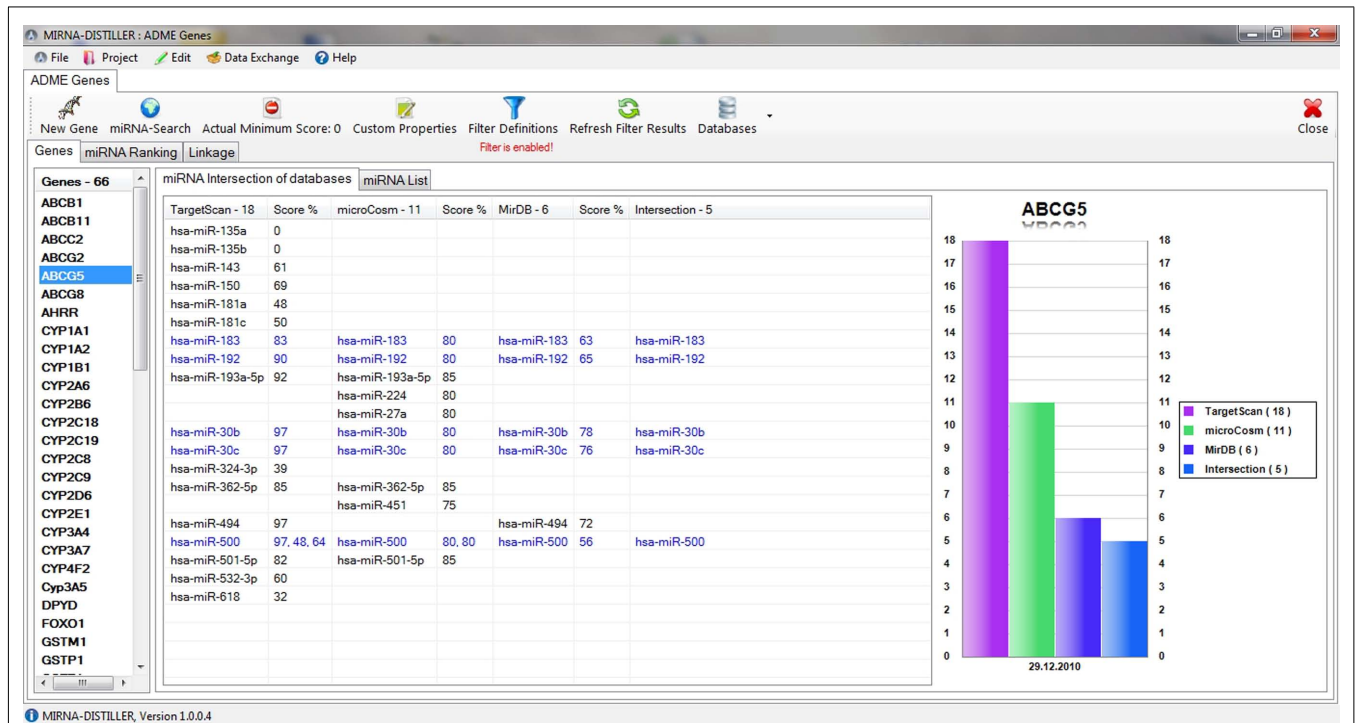 MIRNA-DISTILLER : ADME Genes
File Project Edit Data Exchange Help
ADME Genes
New Gene miRNA-Search Actual Minimum Score: 0 Custom Properties Filter Definitions Refresh Filter Results Databases Close
Filter is enabled!
Genes miRNA Ranking Linkage
Genes - 66
ABCB1
ABCB11
ABCC2
ABCG2
ABCG5
ABCG8
AHRR
CYP1A1
CYP1A2
CYP1B1
CYP2A6
CYP2B6
CYP2C18
CYP2C19
CYP2C8
CYP2C9
CYP2D6
CYP2E1
CYP3A4
CYP3A7
CYP4F2
Cyp3A5
DPYD
FOXO1
GSTM1
GSTP1
miRNA Intersection of databases miRNA List
TargetScan - 18 Score % microCosm - 11 Score % MirDB - 6 Score % Intersection - 5
hsa-miR-135a 0
hsa-miR-135b 0
hsa-miR-143 61
hsa-miR-150 69
hsa-miR-181a 48
hsa-miR-181c 50
hsa-miR-183 83 hsa-miR-183 80 hsa-miR-183 63 hsa-miR-183
hsa-miR-192 90 hsa-miR-192 80 hsa-miR-192 65 hsa-miR-192
hsa-miR-193a-5p 92 hsa-miR-193a-5p 85
hsa-miR-224 80
hsa-miR-27a 80
hsa-miR-30b 97 hsa-miR-30b 80 hsa-miR-30b 78 hsa-miR-30b
hsa-miR-30c 97 hsa-miR-30c 80 hsa-miR-30c 76 hsa-miR-30c
hsa-miR-324-3p 39
hsa-miR-362-5p 85 hsa-miR-362-5p 85
hsa-miR-451 75
hsa-miR-494 97 hsa-miR-494 72
hsa-miR-500 97, 48, 64 hsa-miR-500 80, 80 hsa-miR-500 56 hsa-miR-500
hsa-miR-501-5p 82 hsa-miR-501-5p 85
hsa-miR-532-3p 60
hsa-miR-618 32
ABCG5
18 18
17 17
16 16
15 15
14 14
13 13
12 12
11 11
10 10
9 9
8 8
7 7
6 6
5 5
4 4
3 3
2 2
1 1
0 0
29.12.2010
TargetScan ( 18 )
microCosm ( 11 )
MirDB ( 6 )
Intersection ( 5 )
MIRNA-DISTILLER, Version 1.0.0.4